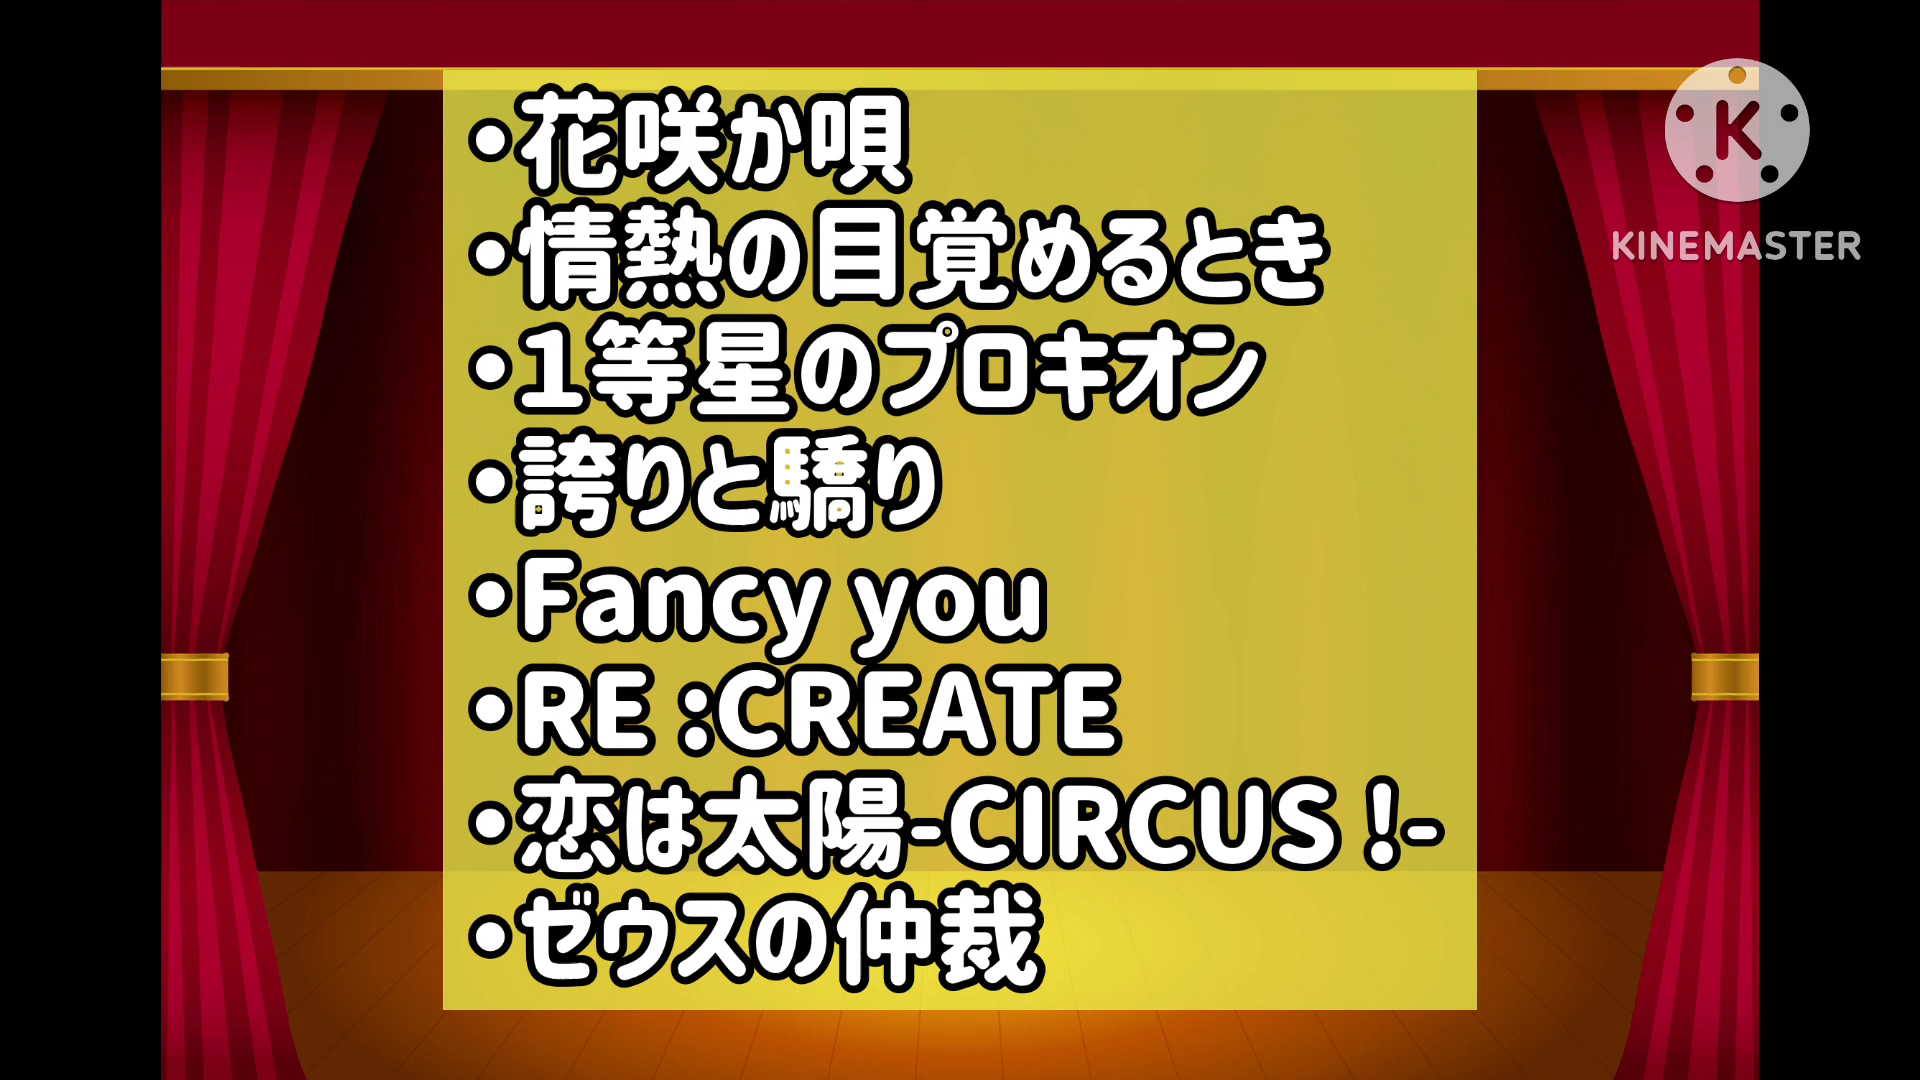 •花咲か唄
•情熱の目覚めるとき
•1等星のプロキオン
•誇りと驕り
•Fancy you
•RE :CREATE
•恋は太陽-CIRCUS !-
•ゼウスの仲裁
K
KINEMASTER